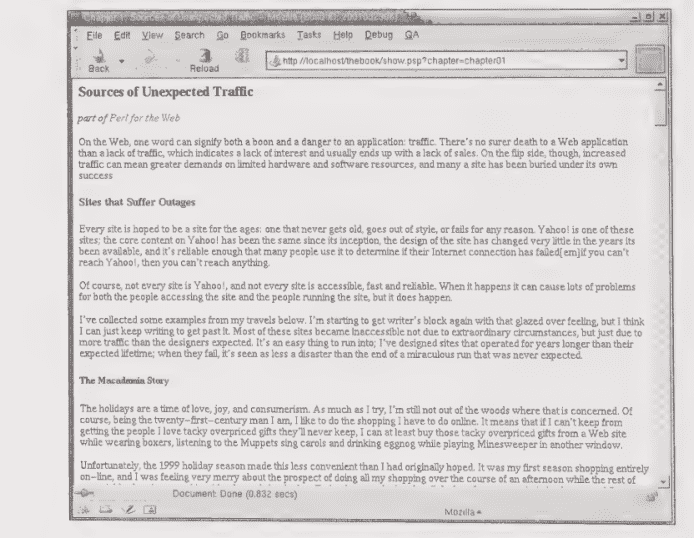 Chapter 1: Sources of Unexpected Traffic - Mozilla
File Edit View Search Go Bookmarks Tasks Help Debug QA
Back Reload http://localhost/thebook/show.psp?chapter=chapter01
Sources of Unexpected Traffic
part of Perl for the Web
On the Web, one word can signify both a boon and a danger to an application: traffic. There's no surer death to a Web application
than a lack of traffic, which indicates a lack of interest and usually ends up with a lack of sales. On the flip side, though, increased
traffic can mean greater demands on limited hardware and software resources, and many a site has been buried under its own
success
Sites that Suffer Outages
Every site is hoped to be a site for the ages: one that never gets old, goes out of style, or fails for any reason. Yahoo! is one of these
sites; the core content on Yahoo! has been the same since its inception, the design of the site has changed very little in the years its
been available, and it's reliable enough that many people use it to determine if their Internet connection has failed[em]if you can't
reach Yahoo!, then you can't reach anything.
Of course, not every site is Yahoo!, and not every site is accessible, fast and reliable. When it happens it can cause lots of problems
for both the people accessing the site and the people running the site, but it does happen.
I've collected some examples from my travels below. I'm starting to get writer's block again with that glazed over feeling, but I think
I can just keep writing to get past it. Most of these sites became inaccessible not due to extraordinary circumstances, but just due to
more traffic than the designers expected. It's an easy thing to run into; I've designed sites that operated for years longer than their
expected lifetime; when they fail, it's seen as less a disaster than the end of a miraculous run that was never expected.
The Macadamia Story
The holidays are a time of love, joy, and consumerism. As much as I try, I'm still not out of the woods where that is concerned. Of
course, being the twenty-first-century man I am, I like to do the shopping I have to do online. It means that if I can't keep from
getting the people I love tacky overpriced gifts they'll never keep, I can at least buy those tacky overpriced gifts from a Web site
while wearing boxers, listening to the Muppets sing carols and drinking eggnog while playing Minesweeper in another window.
Unfortunately, the 1999 holiday season made this less convenient than I had originally hoped. It was my first season shopping entirely
on-line, and I was feeling very merry about the prospect of doing all my shopping over the course of an afternoon while the rest of
Document: Done (0.832 secs)
Mozilla